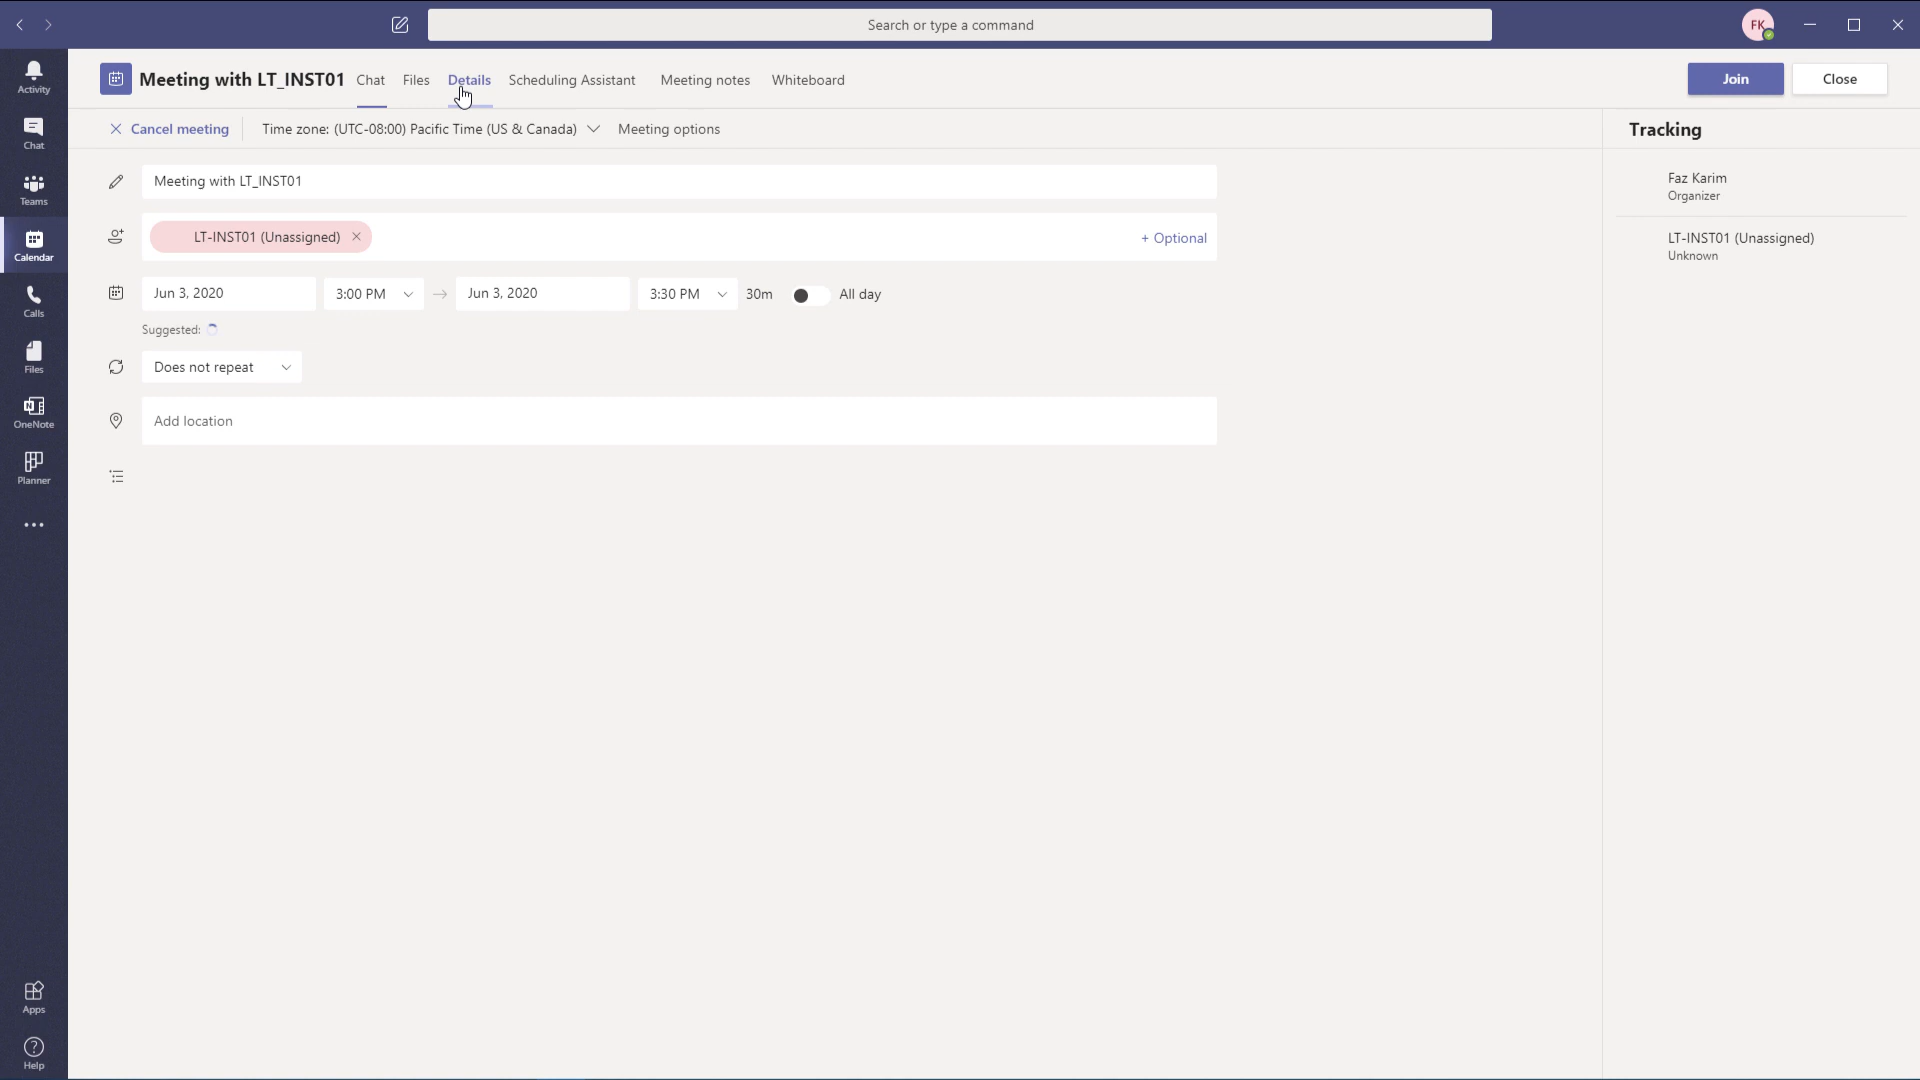 Search or type a command
FK
Activity
Chat
Teams
Calendar
Calls
Files
OneNote
Planner
Apps
Help
Meeting with LT_INST01 Chat Files Details Scheduling Assistant Meeting notes Whiteboard
Join Close
Cancel meeting Time zone: (UTC-08:00) Pacific Time (US & Canada) Meeting options
Meeting with LT_INST01
LT-INST01 (Unassigned) + Optional
Jun 3, 2020 3:00 PM Jun 3, 2020 3:30 PM 30m All day
Suggested:
Does not repeat
Add location
Tracking
Faz Karim
Organizer
LT-INST01 (Unassigned)
Unknown